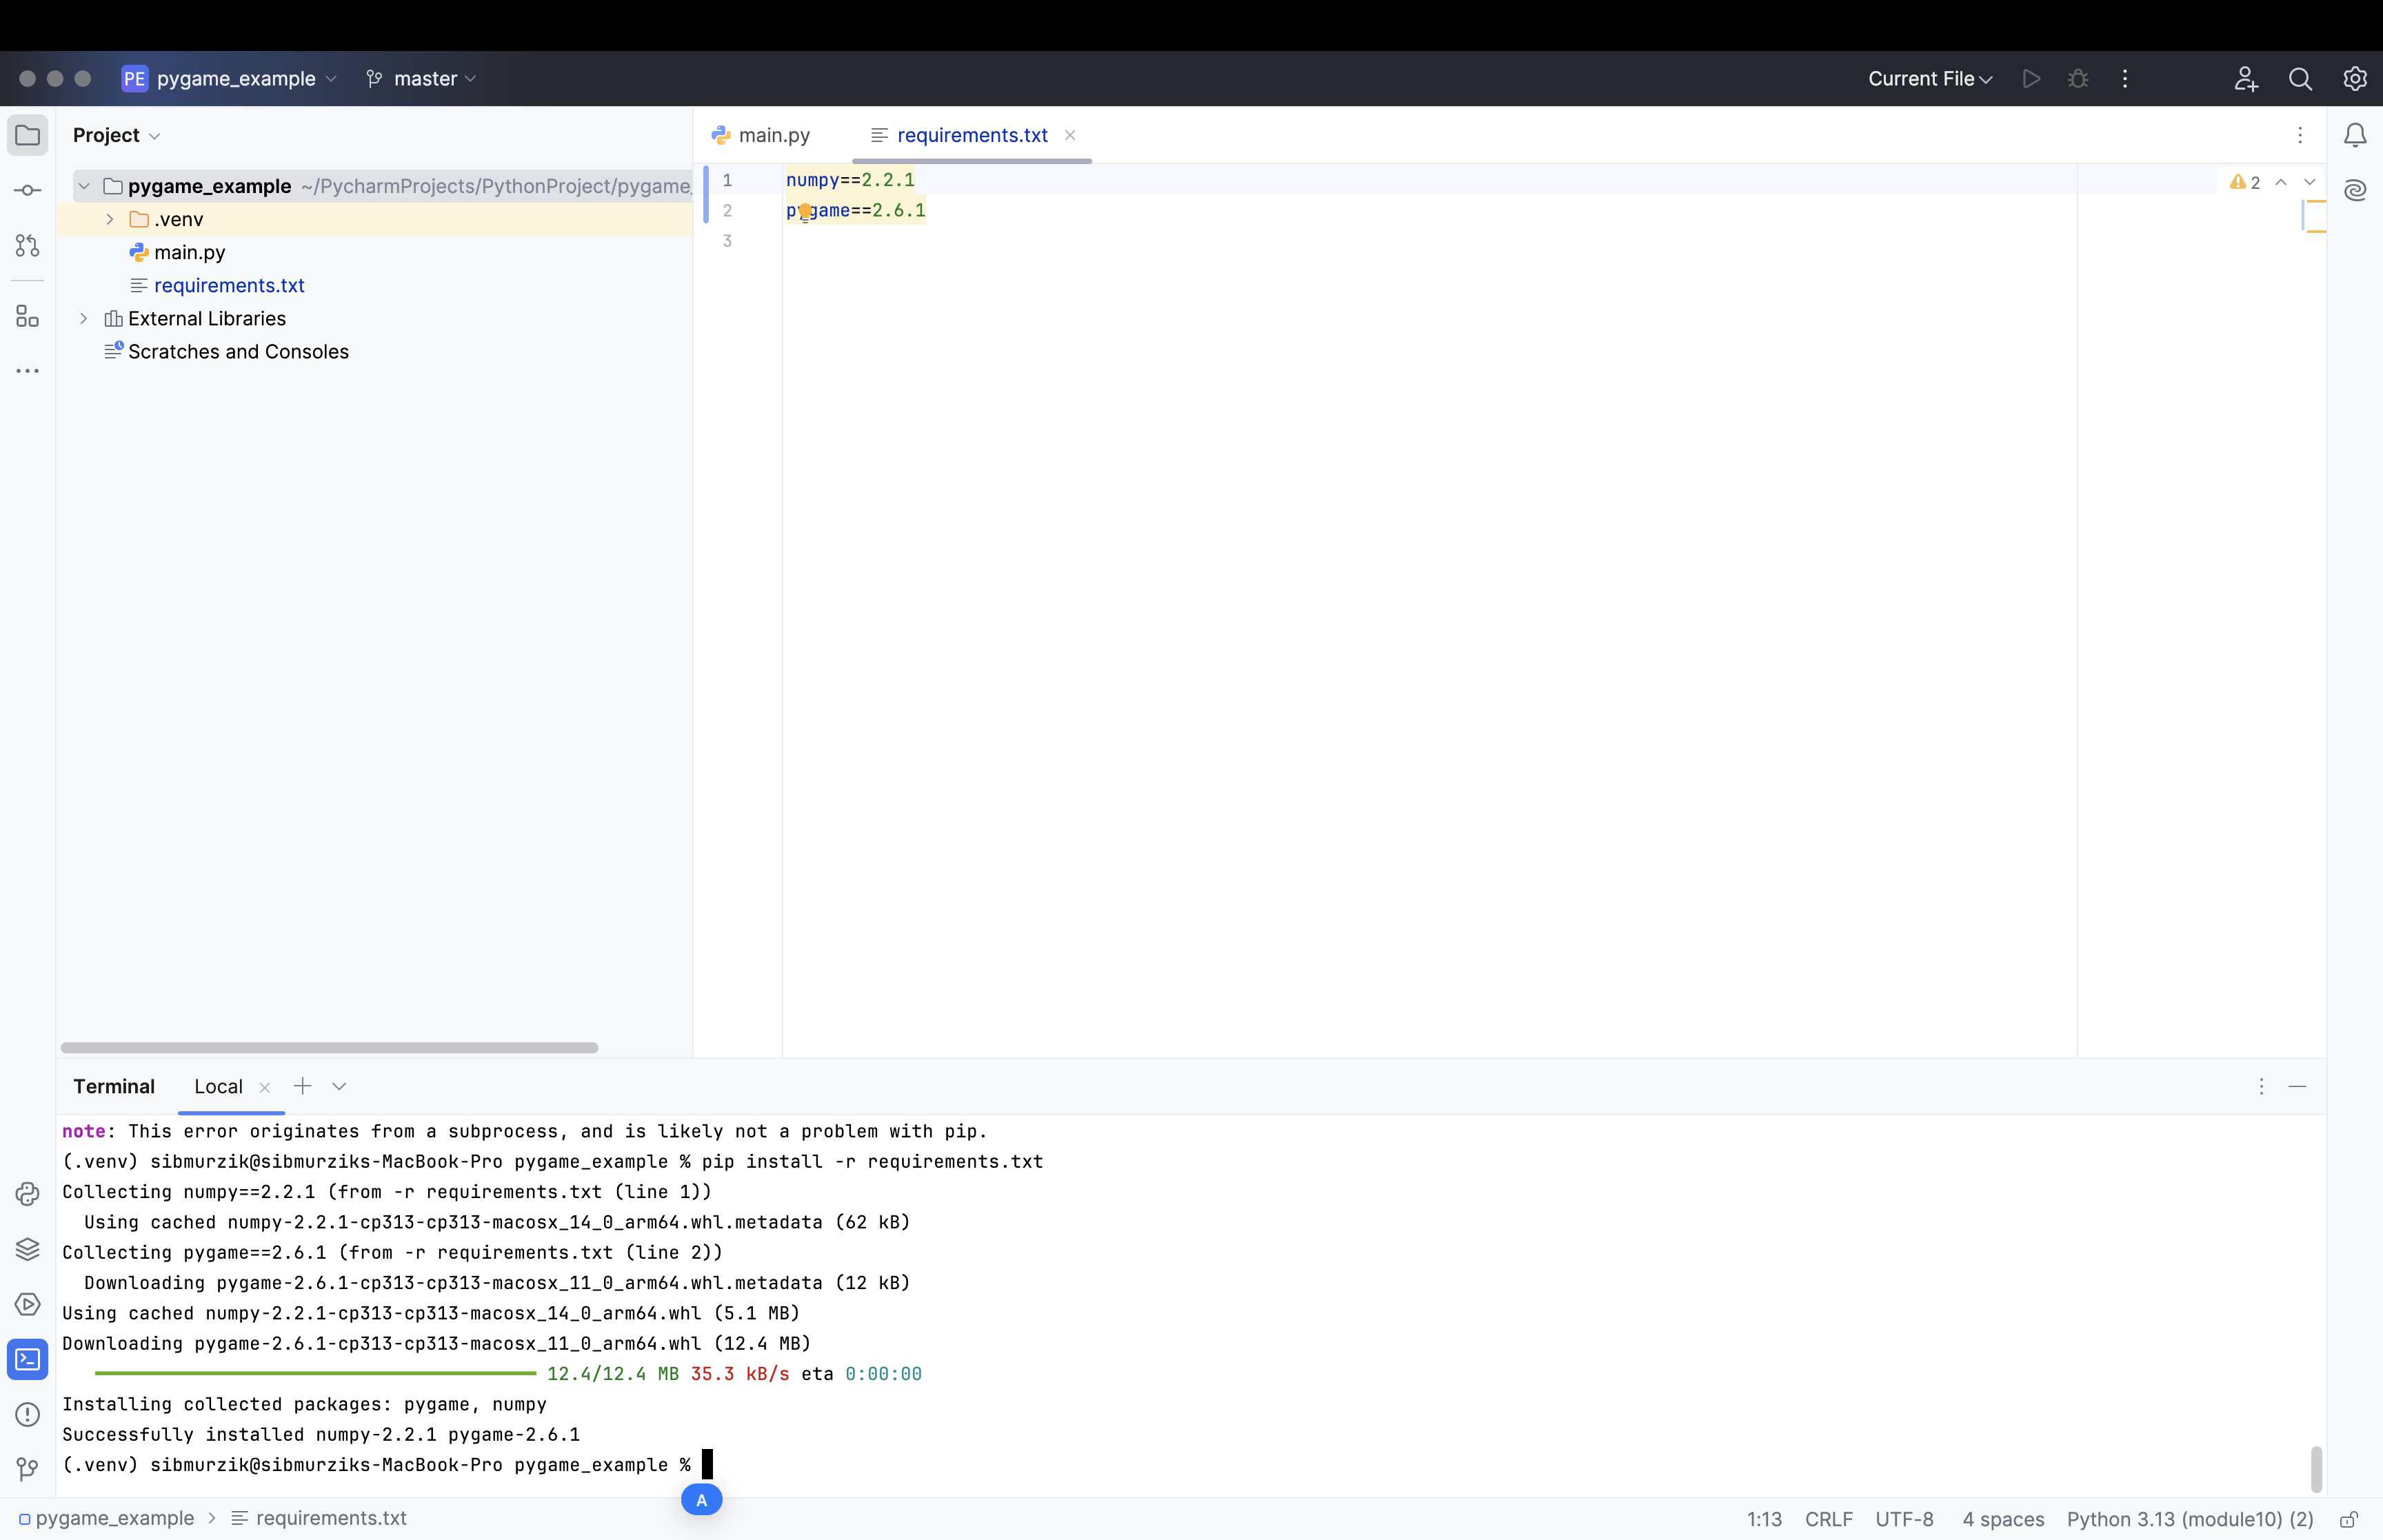 PE pygame_example master Current File
Project main.py requirements.txt
pygame_example ~/PycharmProjects/PythonProject/pygame_
.venv
main.py
requirements.txt
External Libraries
Scratches and Consoles
1 numpy==2.2.1 2
2 pygame==2.6.1
3
Terminal Local
note: This error originates from a subprocess, and is likely not a problem with pip.
(.venv) sibmurzik@sibmurziks-MacBook-Pro pygame_example % pip install -r requirements.txt
Collecting numpy==2.2.1 (from -r requirements.txt (line 1))
  Using cached numpy-2.2.1-cp313-cp313-macosx_14_0_arm64.whl.metadata (62 kB)
Collecting pygame==2.6.1 (from -r requirements.txt (line 2))
  Downloading pygame-2.6.1-cp313-cp313-macosx_11_0_arm64.whl.metadata (12 kB)
Using cached numpy-2.2.1-cp313-cp313-macosx_14_0_arm64.whl (5.1 MB)
Downloading pygame-2.6.1-cp313-cp313-macosx_11_0_arm64.whl (12.4 MB)
12.4/12.4 MB 35.3 kB/s eta 0:00:00
Installing collected packages: pygame, numpy
Successfully installed numpy-2.2.1 pygame-2.6.1
(.venv) sibmurzik@sibmurziks-MacBook-Pro pygame_example %
A
pygame_example > requirements.txt 1:13 CRLF UTF-8 4 spaces Python 3.13 (module10) (2)